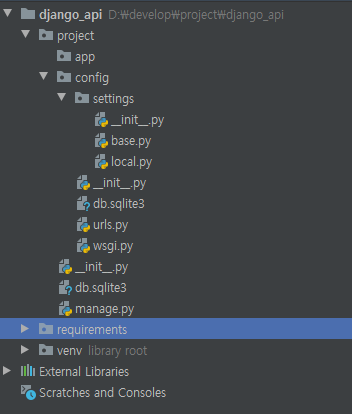 django_api D:₩develop₩project₩django_api
project
app
config
settings
__init__.py
base.py
local.py
__init__.py
db.sqlite3
urls.py
wsgi.py
__init__.py
db.sqlite3
manage.py
requirements
venv library root
External Libraries
Scratches and Consoles